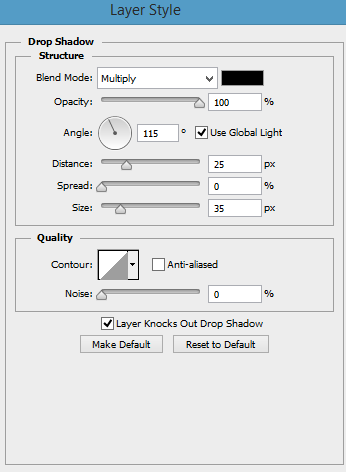 Layer Style
Drop Shadow
Structure
Blend Mode: Multiply
Opacity: 100 %
Angle: 115 ° Use Global Light
Distance: 25 px
Spread: 0 %
Size: 35 px
Quality
Contour: Anti-aliased
Noise: 0 %
Layer Knocks Out Drop Shadow
Make Default Reset to Default